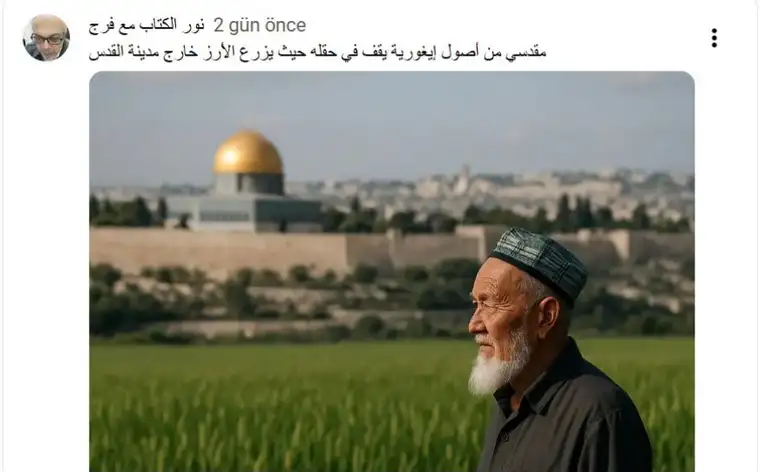 نور الكتاب مع فرج 2 gün önce
مقدسي من أصول إيغورية يقف في حقله حيث يزرع الأرز خارج مدينة القدس